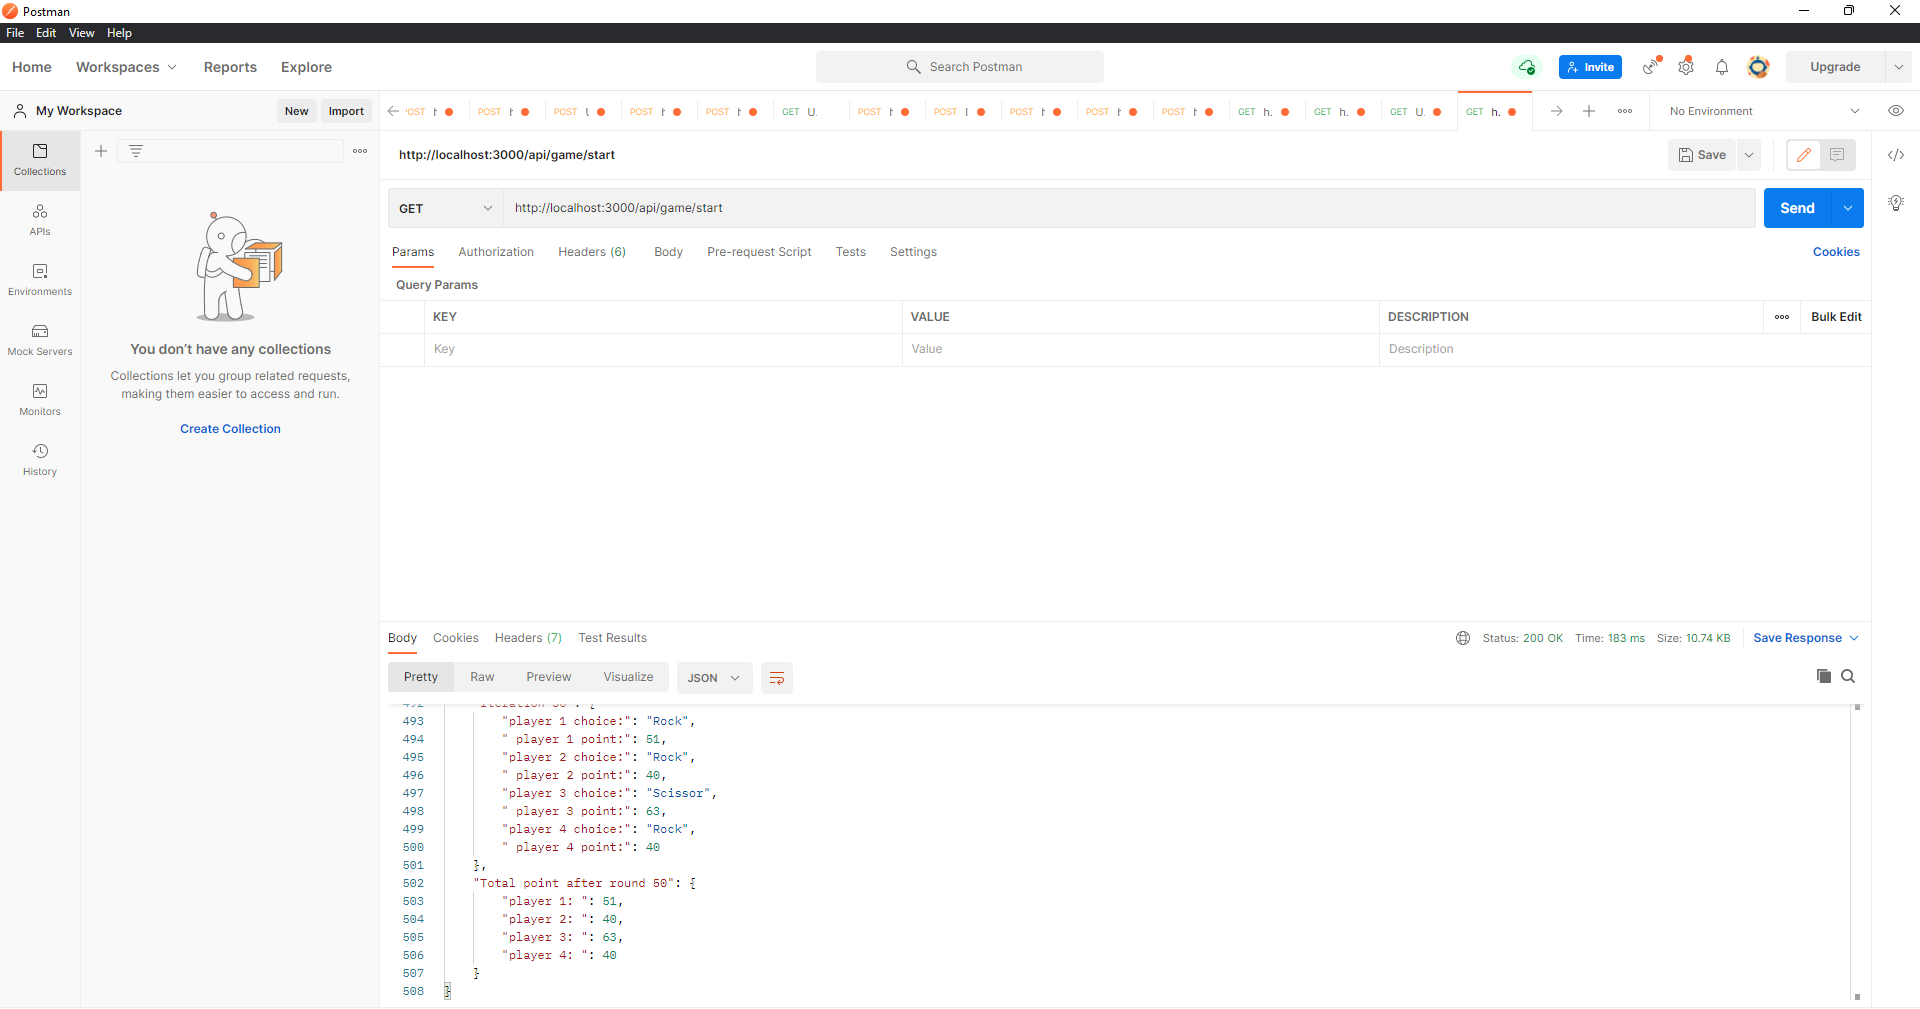 Postman
File Edit View Help
Home Workspaces Reports Explore Search Postman Invite Upgrade
My Workspace New Import POST POST POST POST POST GET U. POST POST POST POST POST GET h. GET h. GET U. GET h. No Environment
http://localhost:3000/api/game/start Save
Collections
APIs
Environments
Mock Servers
Monitors
History
You don't have any collections
Collections let you group related requests,
making them easier to access and run.
Create Collection
GET http://localhost:3000/api/game/start Send
Params Authorization Headers (6) Body Pre-request Script Tests Settings Cookies
Query Params
KEY VALUE DESCRIPTION Bulk Edit
Key Value Description
Body Cookies Headers (7) Test Results Status: 200 OK Time: 183 ms Size: 10.74 KB Save Response
Pretty Raw Preview Visualize JSON
493 "player 1 choice:": "Rock",
494 " player 1 point:": 51,
495 "player 2 choice:": "Rock",
496 " player 2 point:": 40,
497 "player 3 choice:": "Scissor",
498 " player 3 point:": 63,
499 "player 4 choice:": "Rock",
500 " player 4 point:": 40
501 },
502 "Total point after round 50": {
503 "player 1: ": 51,
504 "player 2: ": 40,
505 "player 3: ": 63,
506 "player 4: ": 40
507 }
508 }